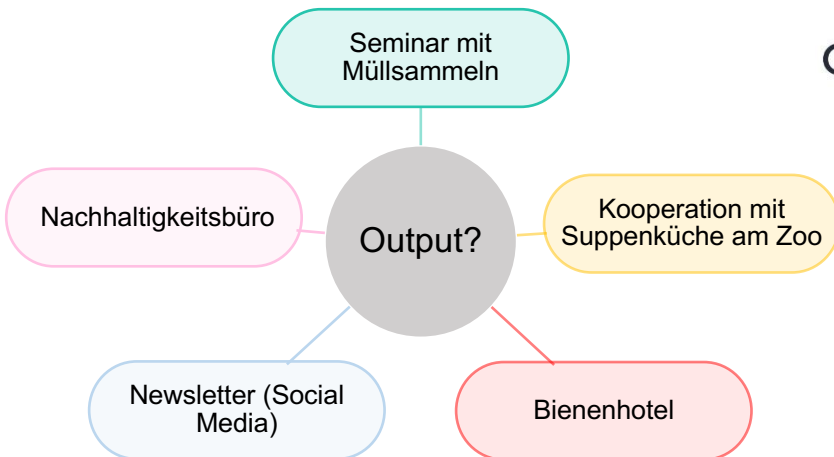 Seminar mit
Müllsammeln
Nachhaltigkeitsbüro
Output?
Kooperation mit
Suppenküche am Zoo
Newsletter (Social
Media)
Bienenhotel